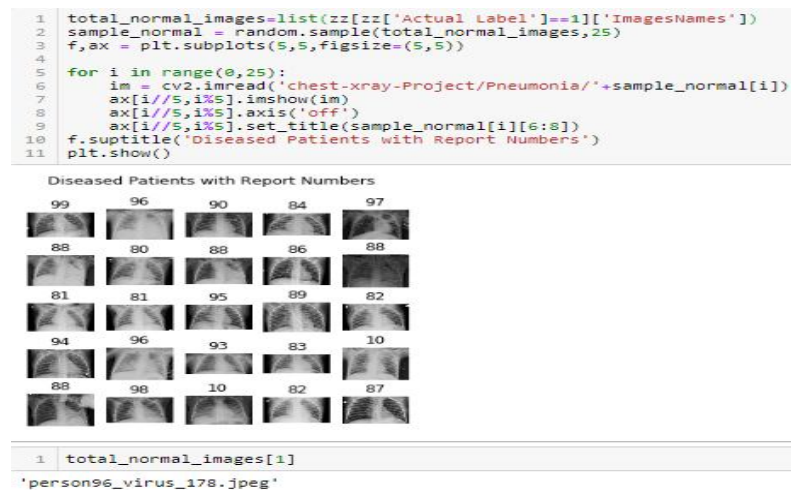 1 total_normal_images=list(zz[zz['Actual Label']==1]['ImagesNames'])
2 sample_normal = random.sample(total_normal_images,25)
3 f,ax = plt.subplots(5,5,figsize=(5,5))
4
5 for i in range(0,25):
6 im = cv2.imread('chest-xray-Project/Pneumonia/'+sample_normal[i])
7 ax[i//5,i%5].imshow(im)
8 ax[i//5,i%5].axis('off')
9 ax[i//5,i%5].set_title(sample_normal[i][6:8])
10 f.suptitle('Diseased Patients with Report Numbers')
11 plt.show()
Diseased Patients with Report Numbers
99 96 90 84 97
88 80 88 86 88
81 81 95 89 82
94 96 93 83 10
88 98 10 82 87
1 total_normal_images[1]
'person96_virus_178.jpeg'